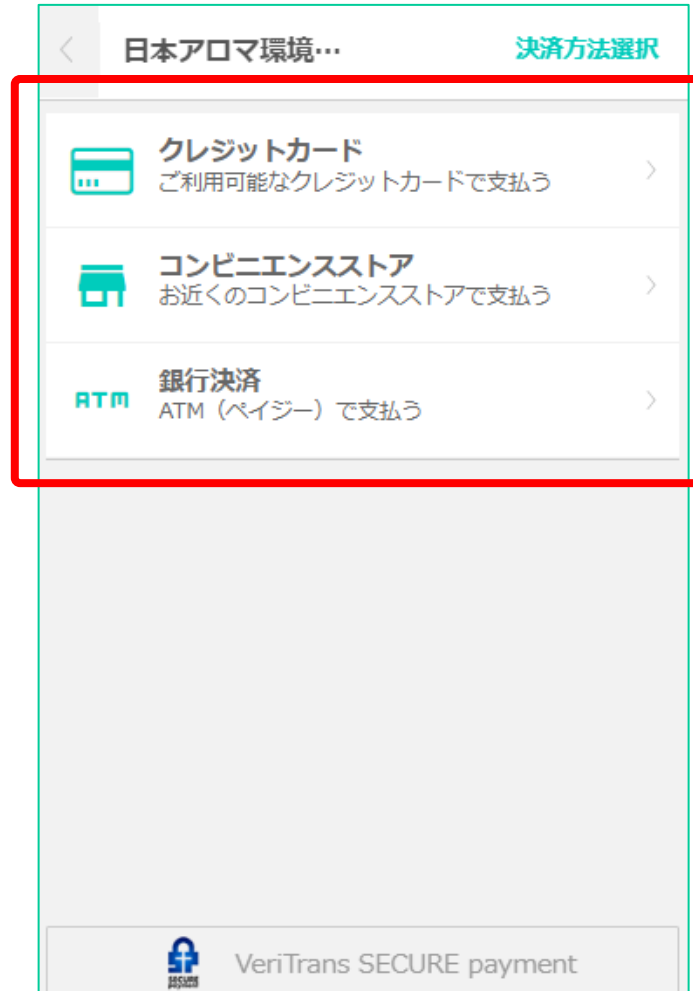 日本アロマ環境… 決済方法選択
クレジットカード
ご利用可能なクレジットカードで支払う
コンビニエンスストア
お近くのコンビニエンスストアで支払う
ATM
銀行決済
ATM（ペイジー）で支払う
SECURE
payment
VeriTrans SECURE payment